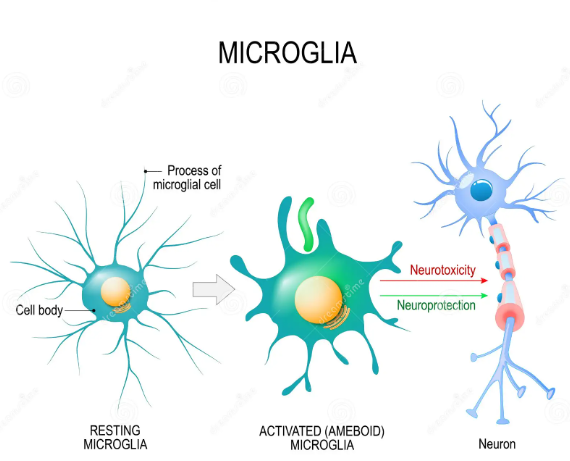 MICROGLIA
Process of
microglial cell
Cell body
Neurotoxicity
Neuroprotection
RESTING
MICROGLIA
ACTIVATED (AMEBOID)
MICROGLIA
Neuron